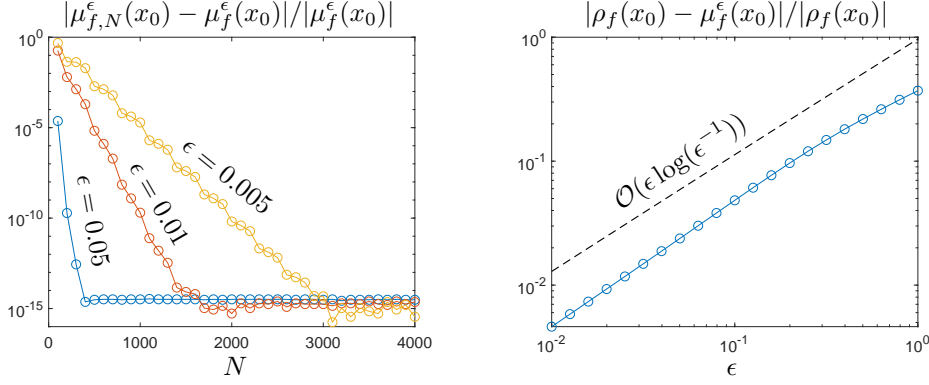 |μ^ϵ_{f,N}(x_0) − μ^ϵ_f(x_0)|/|μ^ϵ_f(x_0)|
10^0
10^{-5}
10^{-10}
10^{-15}
ϵ = 0.05
ϵ = 0.01
ϵ = 0.005
0 1000 2000 3000 4000
N
|ρ_f(x_0) − μ^ϵ_f(x_0)|/|ρ_f(x_0)|
10^0
10^{-1}
10^{-2}
O(ϵ log(ϵ^{-1}))
10^{-2} 10^{-1} 10^0
ϵ